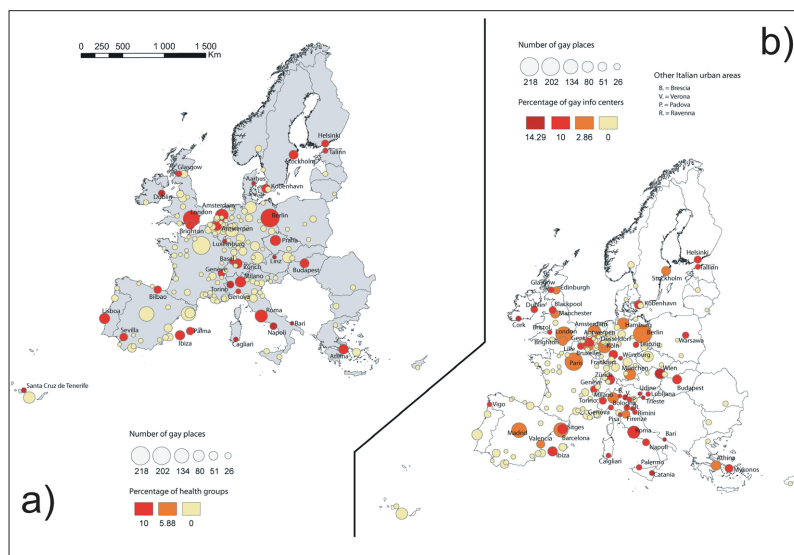 0 250 500 1 000 1 500
Km
Helsinki
Tallin
Stockholm
Glasgow
Aarhus
København
Dublin
Amsterdam
London
Berlin
Brighton
Antwerpen
Luxemburg
Praha
Basel
Linz
Zürich
Budapest
Genève
Milano
Torino
Genova
Bilbao
Roma
Bari
Lisboa
Napoli
Sevilla
Palma
Ibiza
Cagliari
Athina
Santa Cruz de Tenerife
Number of gay places
218 202 134 80 51 26
Percentage of health groups
10 5.88 0
a)
b)
Number of gay places
218 202 134 80 51 26
Percentage of gay info centers
14.29 10 2.86 0
Other Italian urban areas
B. = Brescia
V. = Verona
P. = Padova
R. = Ravenna
Helsinki
Tallinn
Stockholm
Glasgow
Edinburgh
København
Dublin
Blackpool
Manchester
Cork
Bristol
London
Amsterdam
Hamburg
Berlin
Brighton
Gent
Antwerpen
Düsseldorf
Leipzig
Warsawa
Lille
Bruxelles
Köln
Paris
Frankfurt
Würzburg
München
Wien
Zürich
Budapest
Genève
Udine
Lubljana
Milano
B.
V.
Trieste
Torino
Bologna
R.
Genova
Rimini
Pisa
Firenze
Vigo
Madrid
Sitges
Barcelona
Valencia
Ibiza
Roma
Bari
Napoli
Cagliari
Palermo
Catania
Athina
Mykonos